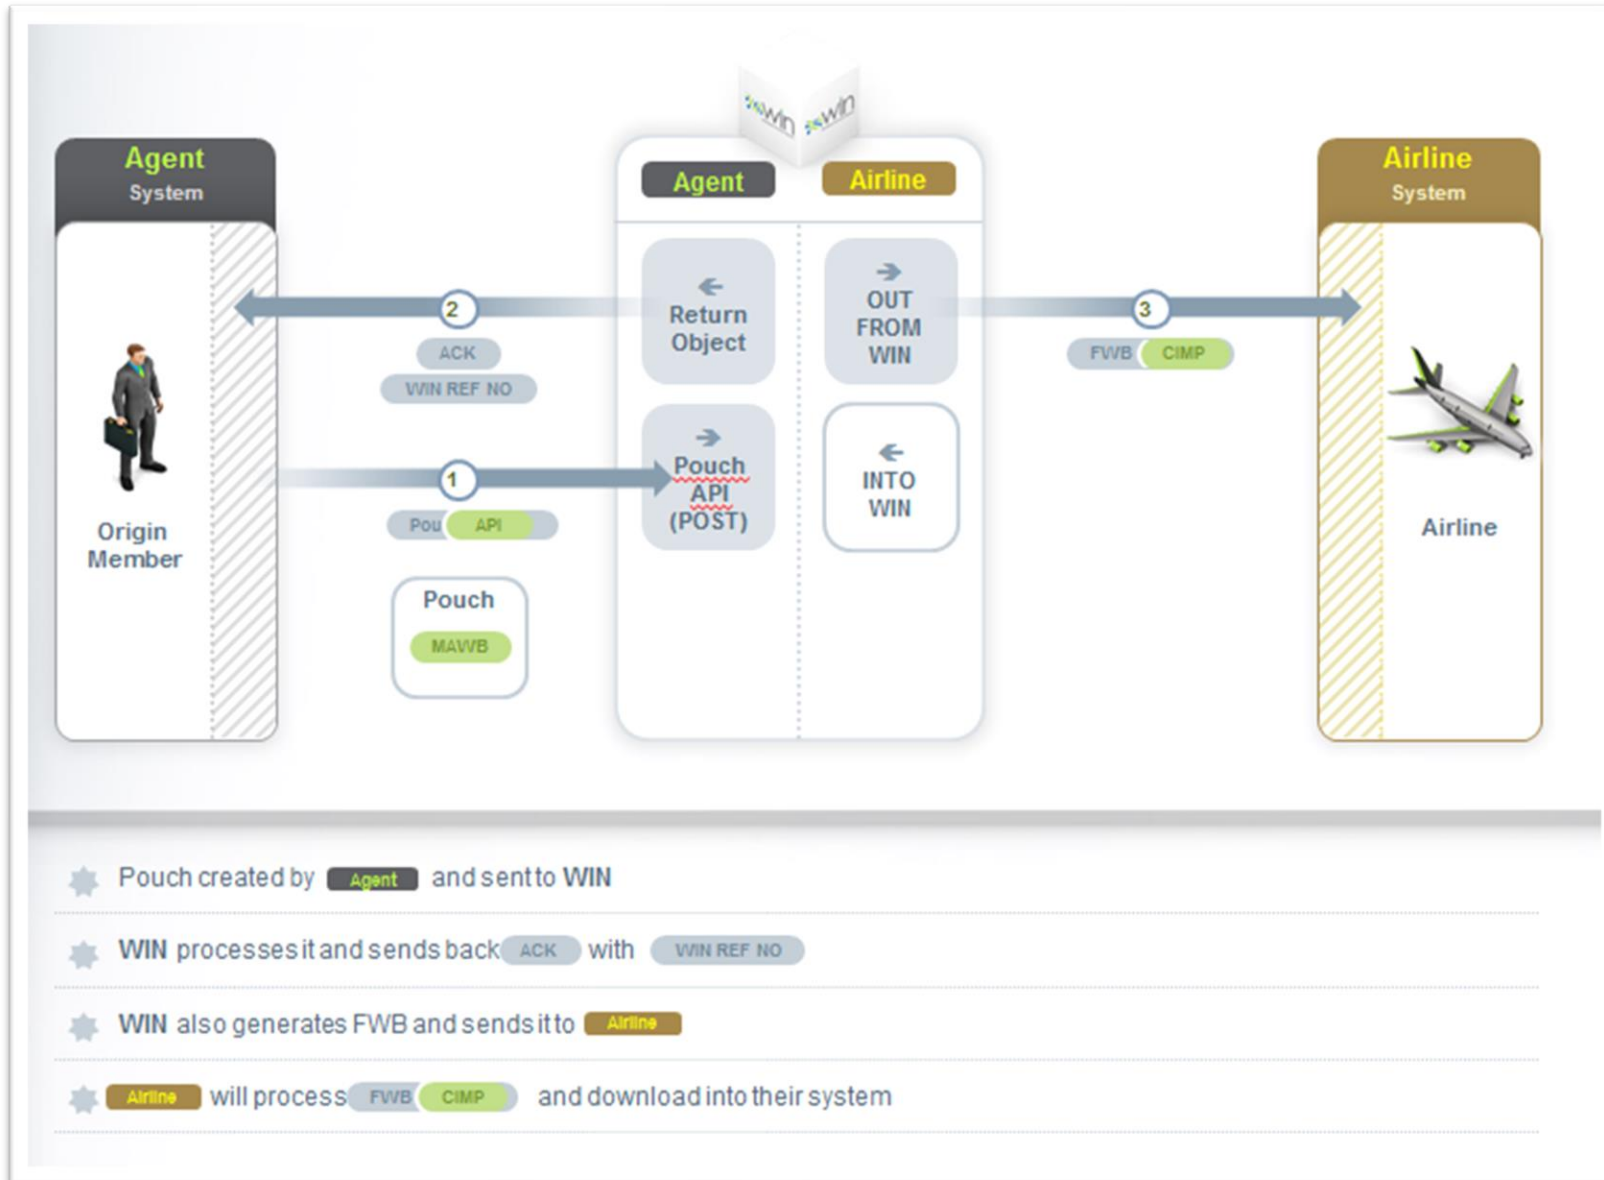 win win
Agent
System
Agent
Airline
Airline
System
Return
Object
OUT
FROM
WIN
2
ACK
WIN REF NO
3
FWB CIMP
Pouch
API
(POST)
INTO
WIN
1
Pou API
Origin
Member
Airline
Pouch
MAWB
Pouch created by Agent and sent to WIN
WIN processes it and sends back ACK with WIN REF NO
WIN also generates FWB and sends it to Airline
Airline will process FWB CIMP and download into their system